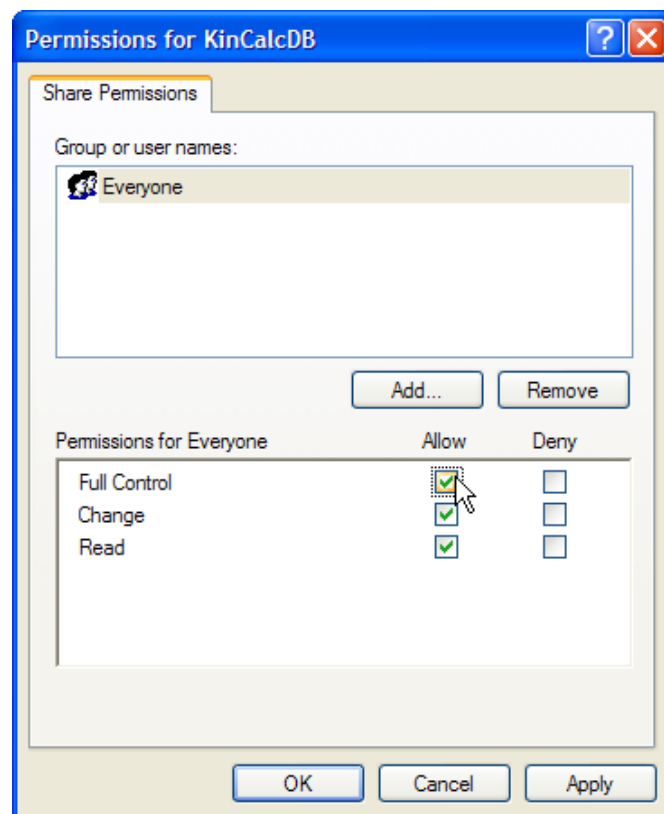 Permissions for KinCalcDB
Share Permissions
Group or user names:
Everyone
Add... Remove
Permissions for Everyone Allow Deny
Full Control
Change
Read
OK Cancel Apply